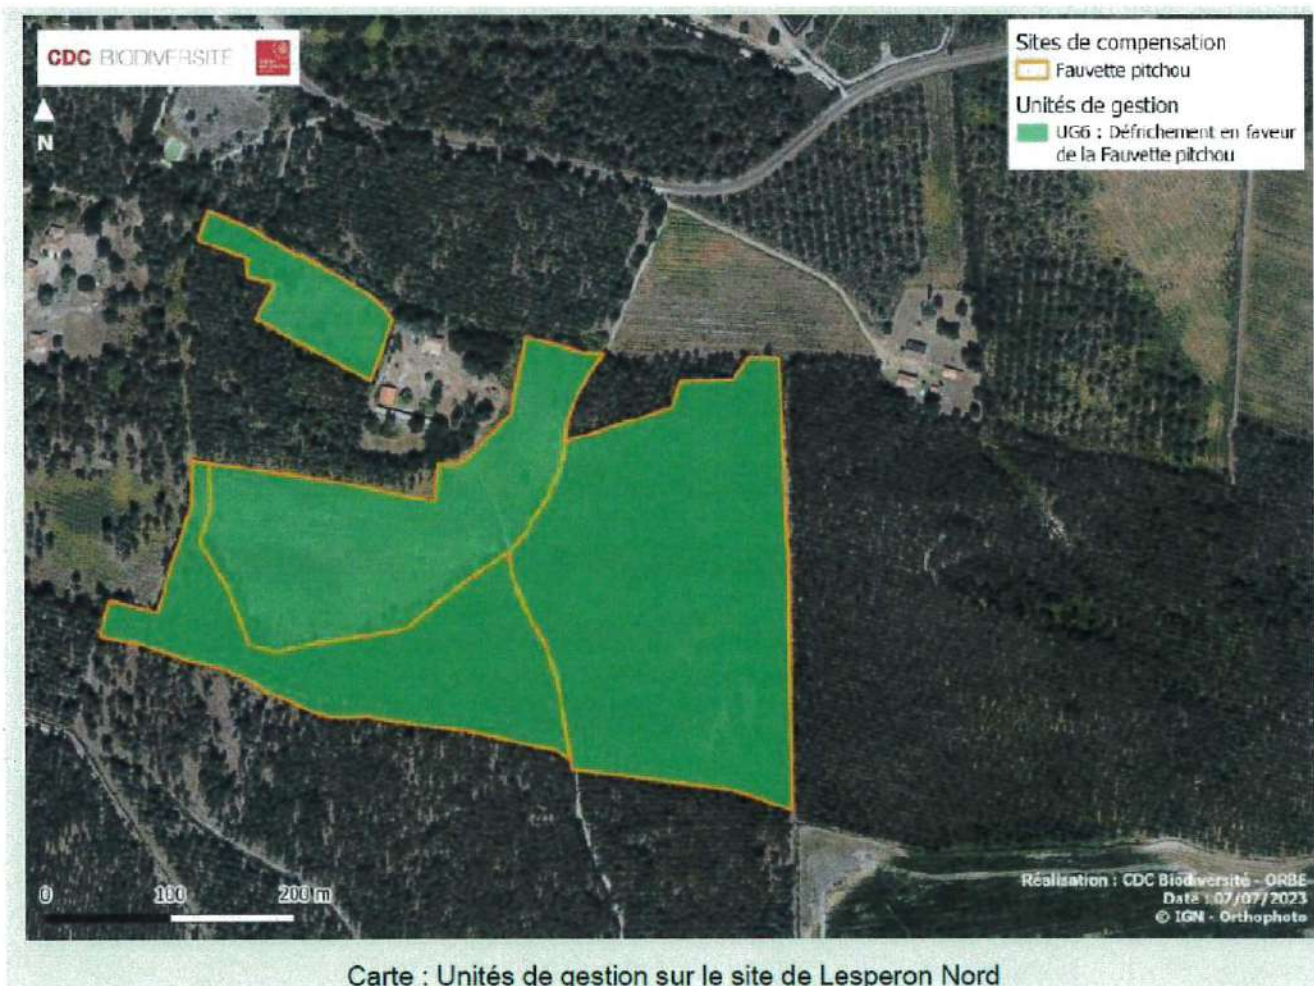 CDC BIODIVERSITÉ
N
Sites de compensation
Fauvette pitchou
Unités de gestion
UG6 : Défrichement en faveur
de la Fauvette pitchou
0 100 200 m
Réalisation : CDC Biodiversité - ORBE
Date : 07/07/2023
© IGN - Orthophoto
Carte : Unités de gestion sur le site de Lesperon Nord